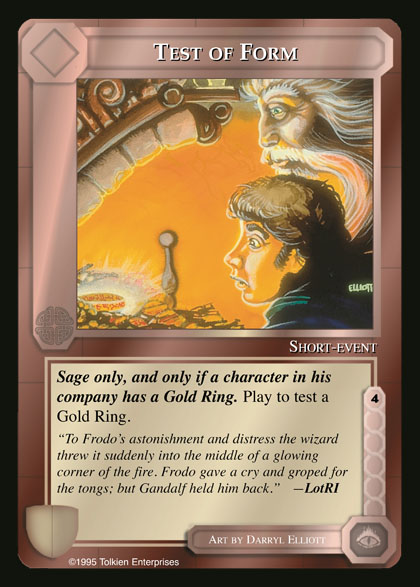 Test of Form
ELLIOTT
Short-event
Sage only, and only if a character in his
company has a Gold Ring. Play to test a
Gold Ring.
4
“To Frodo’s astonishment and distress the wizard
threw it suddenly into the middle of a glowing
corner of the fire. Frodo gave a cry and groped for
the tongs; but Gandalf held him back.” —LotRI
Art by Darryl Elliott
©1995 Tolkien Enterprises